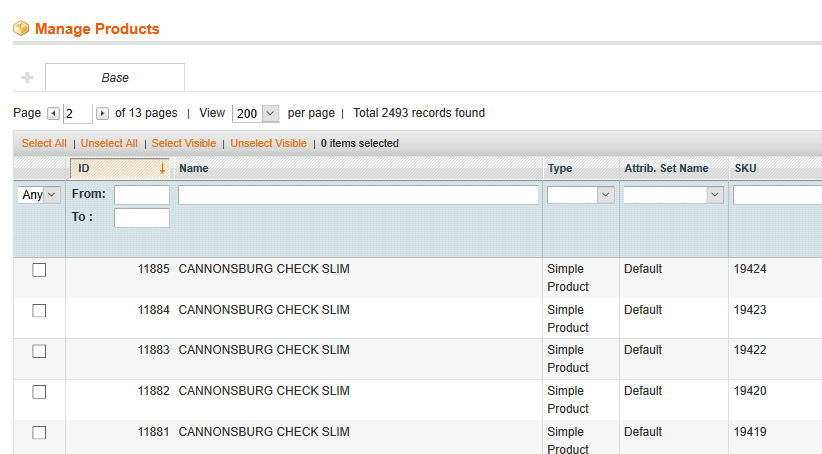 Manage Products
Base
Page 2 of 13 pages | View 200 per page | Total 2493 records found
Select All | Unselect All | Select Visible | Unselect Visible | 0 items selected
ID Name Type Attrib. Set Name SKU
Any From:
To :
11885 CANNONSBURG CHECK SLIM Simple Product Default 19424
11884 CANNONSBURG CHECK SLIM Simple Product Default 19423
11883 CANNONSBURG CHECK SLIM Simple Product Default 19422
11882 CANNONSBURG CHECK SLIM Simple Product Default 19420
11881 CANNONSBURG CHECK SLIM Simple Product Default 19419